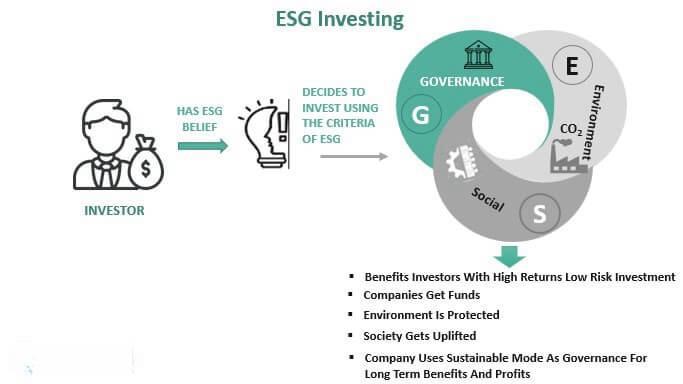 ESG Investing
HAS ESG
BELIEF
DECIDES TO
INVEST USING
THE CRITERIA
OF ESG
INVESTOR
$
GOVERNANCE
G
E
Environment
CO₂
Social
S
▪ Benefits Investors With High Returns Low Risk Investment
▪ Companies Get Funds
▪ Environment Is Protected
▪ Society Gets Uplifted
▪ Company Uses Sustainable Mode As Governance For
Long Term Benefits And Profits